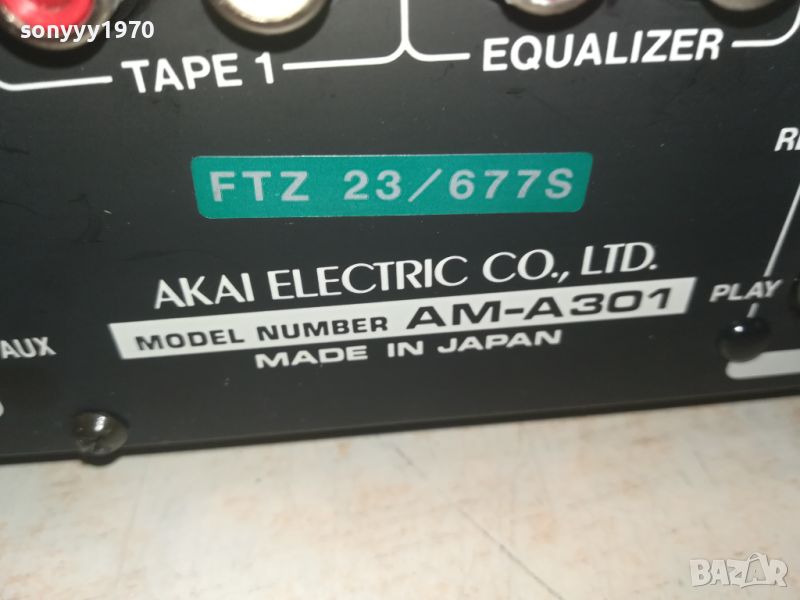 sonyyy1970
TAPE 1
EQUALIZER
FTZ 23/677S
AKAI ELECTRIC CO., LTD.
MODEL NUMBER AM-A301
MADE IN JAPAN
AUX
PLAY
BAZAR